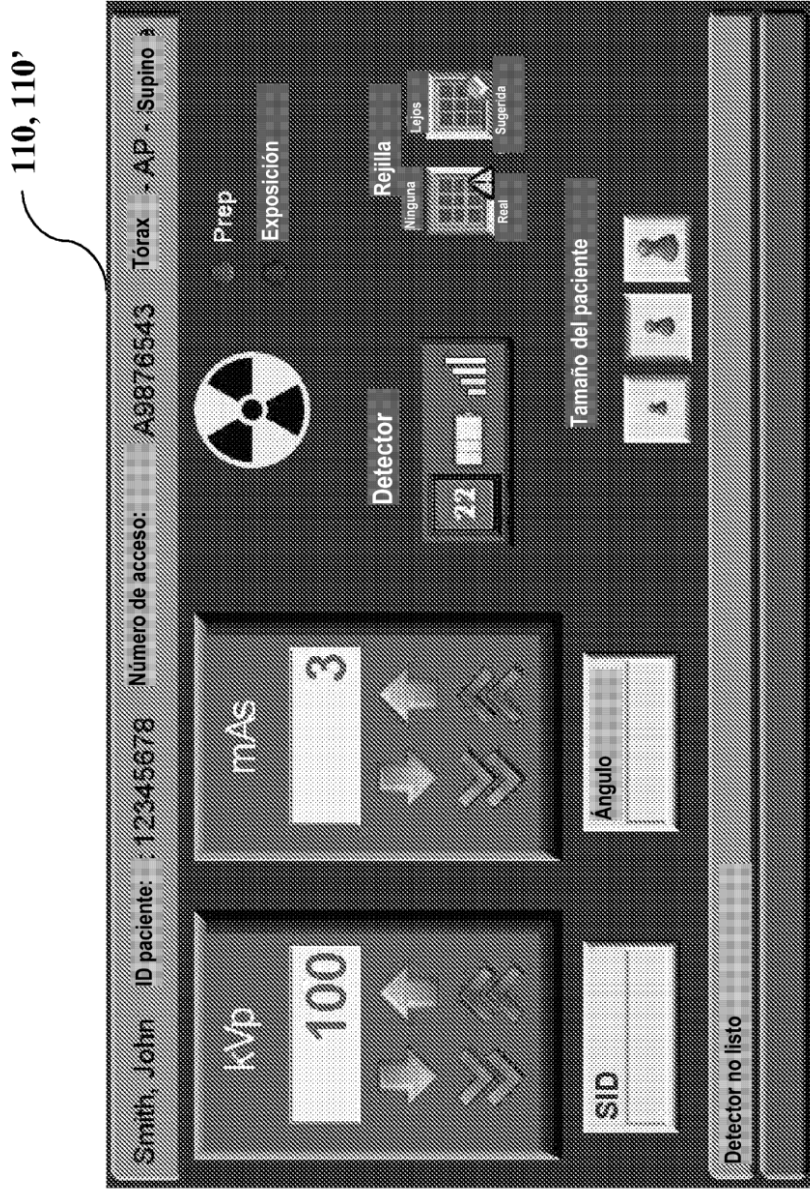 110, 110’
Smith, John ID paciente: 12345678 Número de acceso: A9876543 Tórax - AP - Supino
kVp
100
mAs
3
Prep
Exposición
Detector
22
Rejilla
Ninguna
Real
Lejos
Sugerida
SID
Ángulo
Tamaño del paciente
Detector no listo